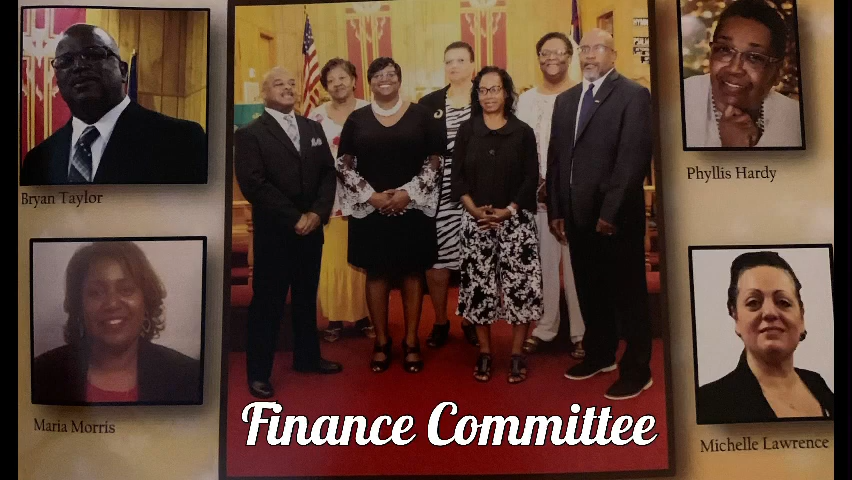 Bryan Taylor
Phyllis Hardy
Maria Morris
Michelle Lawrence
Finance Committee